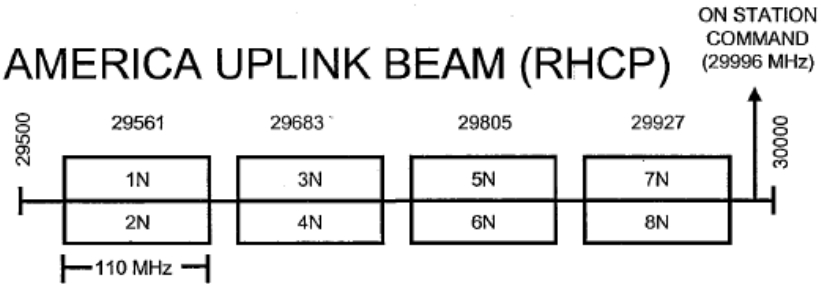 ON STATION
COMMAND
(29996 MHz)
AMERICA UPLINK BEAM (RHCP)
29500
29561
29683
29805
29927
30000
1N
3N
5N
7N
2N
4N
6N
8N
110 MHz